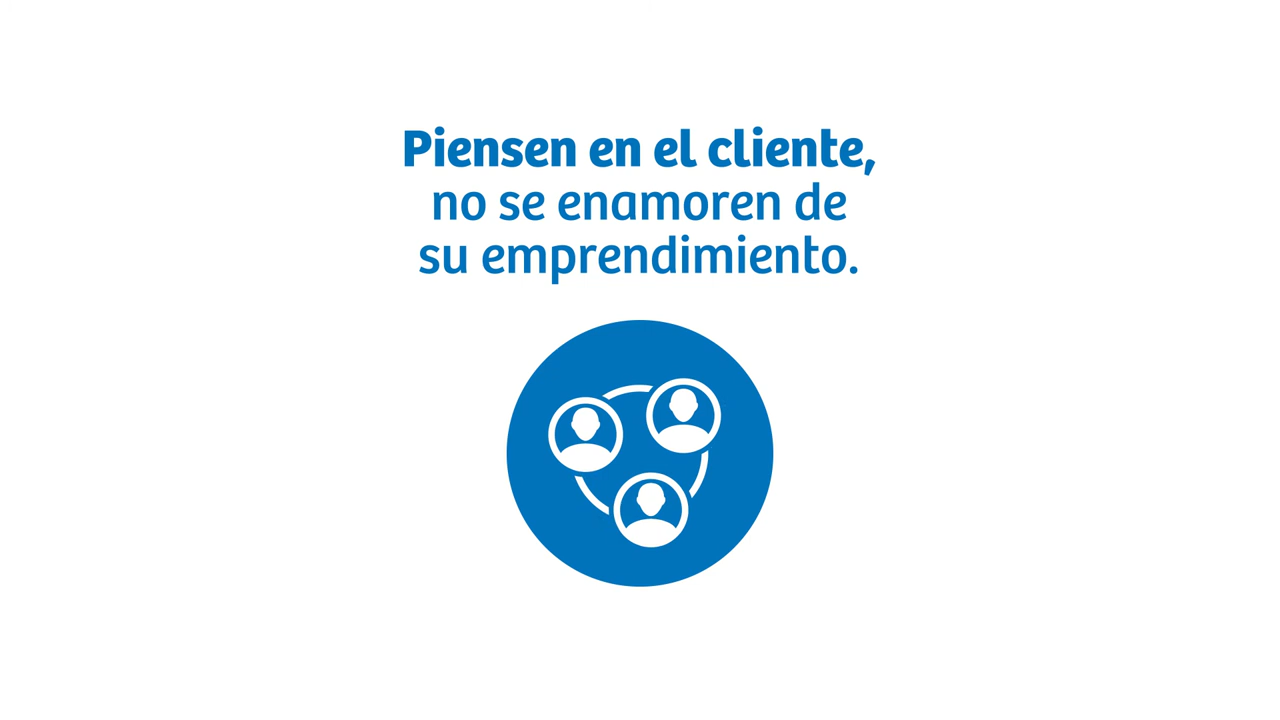 Piensen en el cliente,
no se enamoren de
su emprendimiento.